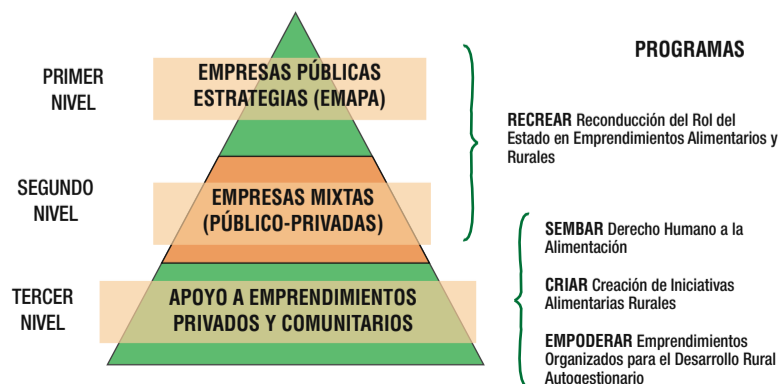 PROGRAMAS
PRIMER
NIVEL
EMPRESAS PÚBLICAS
ESTRATEGIAS (EMAPA)
RECREAR Reconducción del Rol del
Estado en Emprendimientos Alimentarios y
Rurales
SEGUNDO
NIVEL
EMPRESAS MIXTAS
(PÚBLICO-PRIVADAS)
SEMBAR Derecho Humano a la
Alimentación
TERCER
NIVEL
APOYO A EMPRENDIMIENTOS
PRIVADOS Y COMUNITARIOS
CRIAR Creación de Iniciativas
Alimentarias Rurales
EMPODERAR Emprendimientos
Organizados para el Desarrollo Rural
Autogestionario